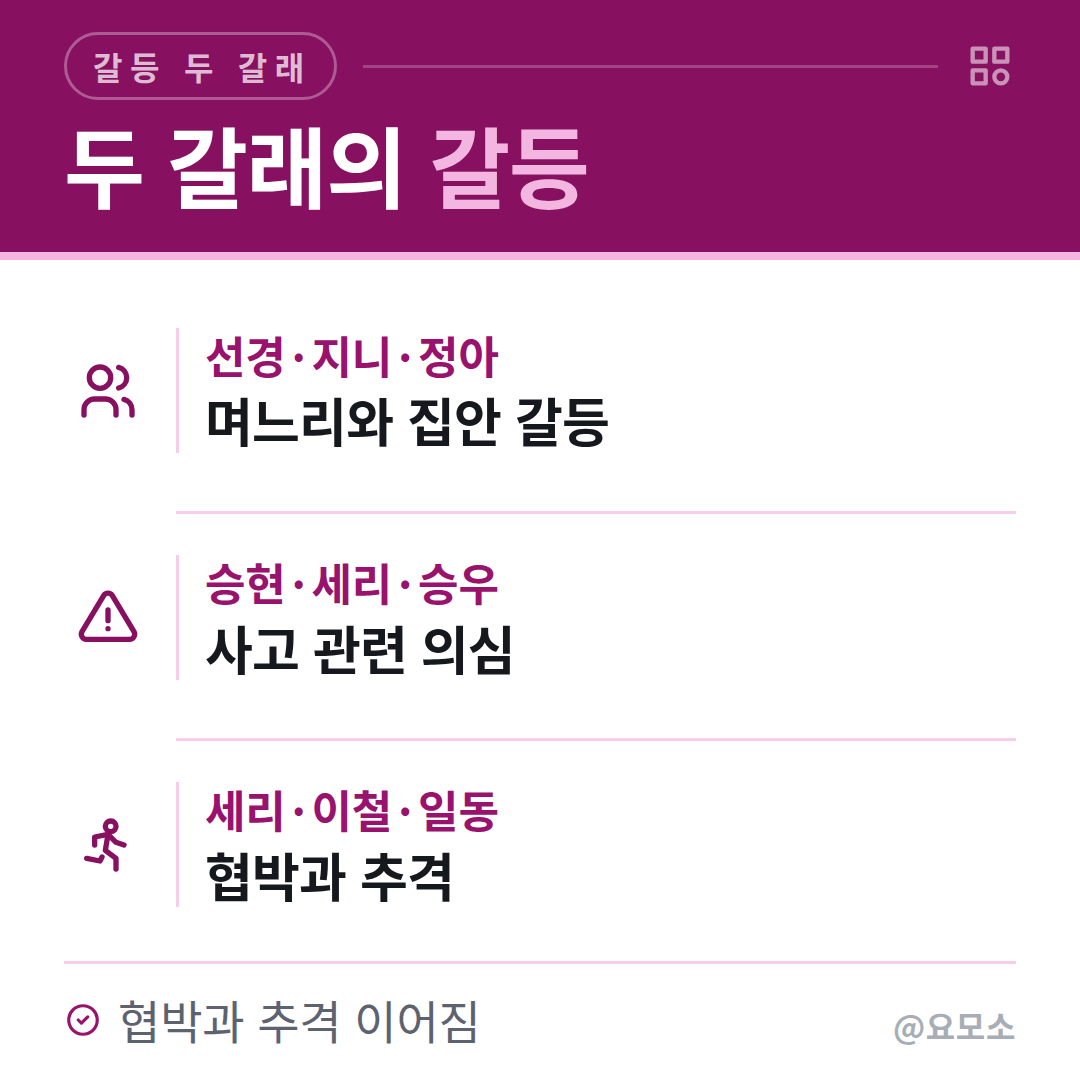 갈등 두 갈래
두 갈래의 갈등
선경·지니·정아
며느리와 집안 갈등
승현·세리·승우
사고 관련 의심
세리·이철·일동
협박과 추격
협박과 추격 이어짐
@요모소